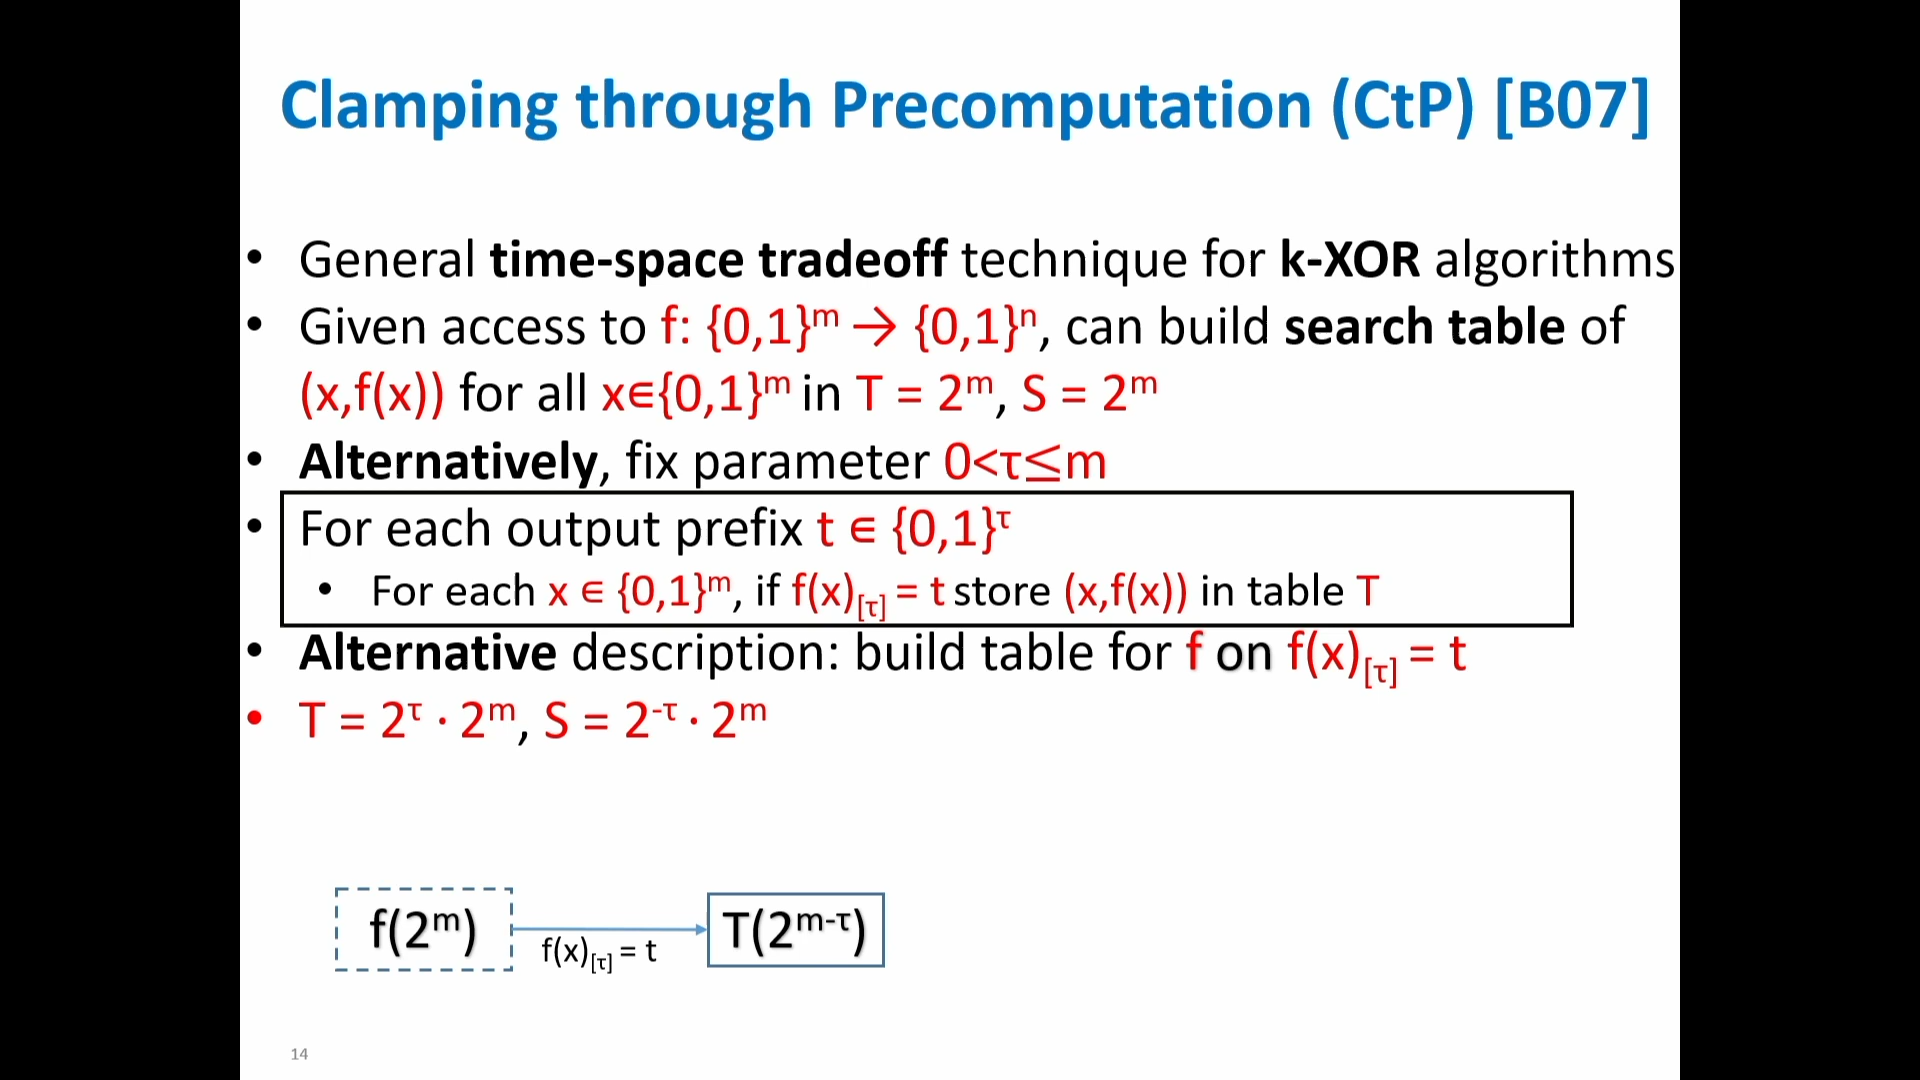 Clamping through Precomputation (CtP) [B07]
• General time-space tradeoff technique for k-XOR algorithms
• Given access to f: {0,1}ᵐ → {0,1}ⁿ, can build search table of
(x,f(x)) for all x∈{0,1}ᵐ in T = 2ᵐ, S = 2ᵐ
• Alternatively, fix parameter 0<τ≤m
• For each output prefix t ∈ {0,1}^τ
• For each x ∈ {0,1}ᵐ, if f(x)_[τ] = t store (x,f(x)) in table T
• Alternative description: build table for f on f(x)_[τ] = t
• T = 2^τ · 2ᵐ, S = 2^-τ · 2ᵐ
f(2ᵐ)
f(x)_[τ] = t
T(2^m-τ)
14